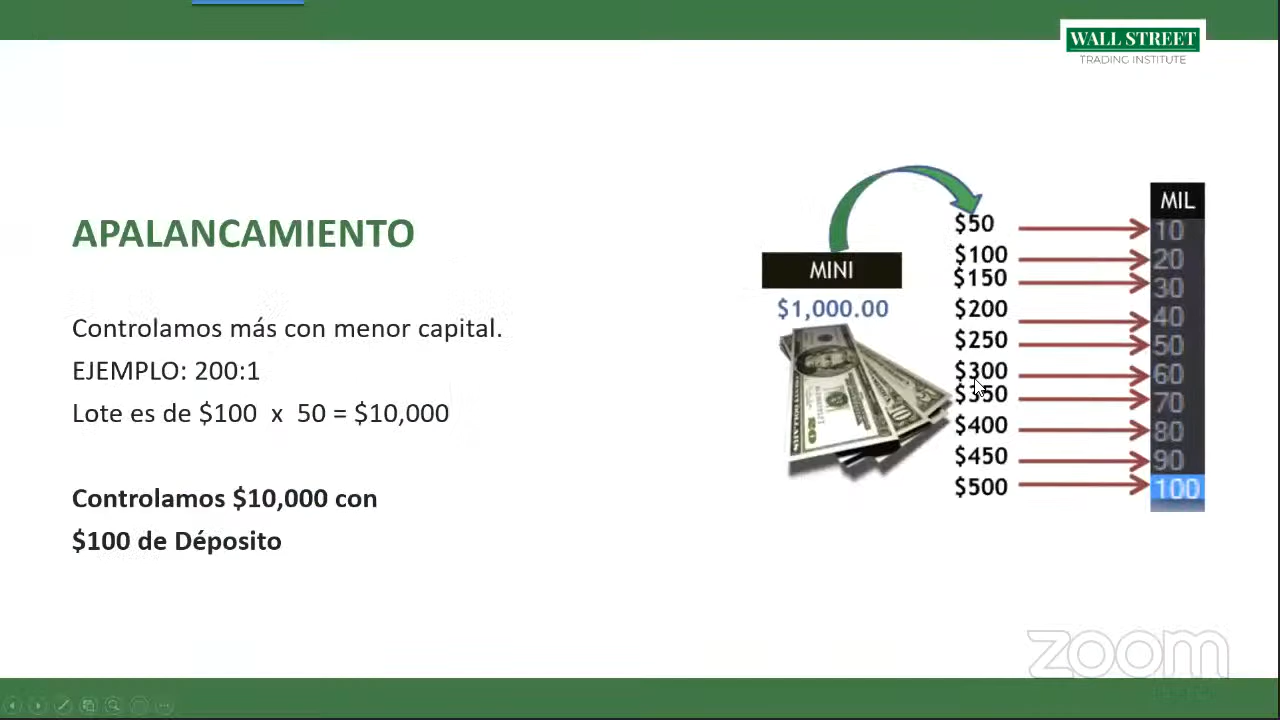 WALL STREET
TRADING INSTITUTE
APALANCAMIENTO
Controlamos más con menor capital.
EJEMPLO: 200:1
Lote es de $100 x 50 = $10,000
Controlamos $10,000 con
$100 de Déposito
MINI
$1,000.00
MIL
$50 10
$100 20
$150 30
$200 40
$250 50
$300 60
$350 70
$400 80
$450 90
$500 100
zoom